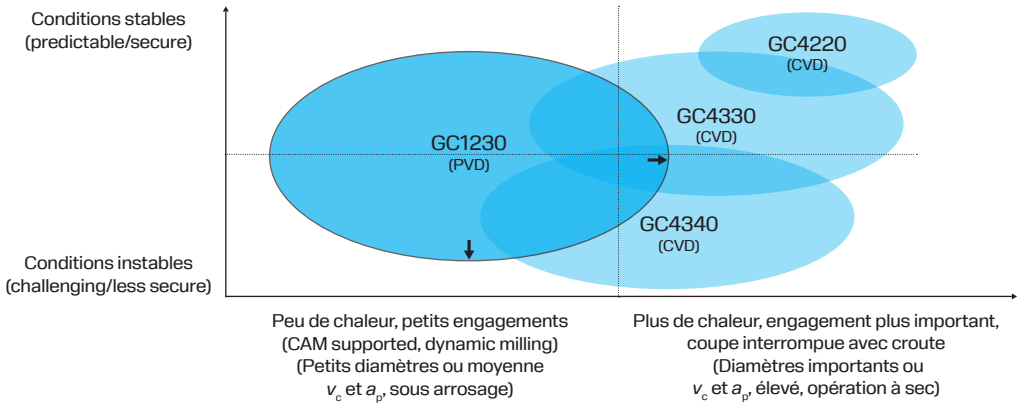 Conditions stables
(predictable/secure)
GC4220
(CVD)
GC4330
(CVD)
GC1230
(PVD)
GC4340
(CVD)
Conditions instables
(challenging/less secure)
Peu de chaleur, petits engagements
(CAM supported, dynamic milling)
(Petits diamètres ou moyenne
vc et ap, sous arrosage)
Plus de chaleur, engagement plus important,
coupe interrompue avec croute
(Diamètres importants ou
vc et ap, élevé, opération à sec)